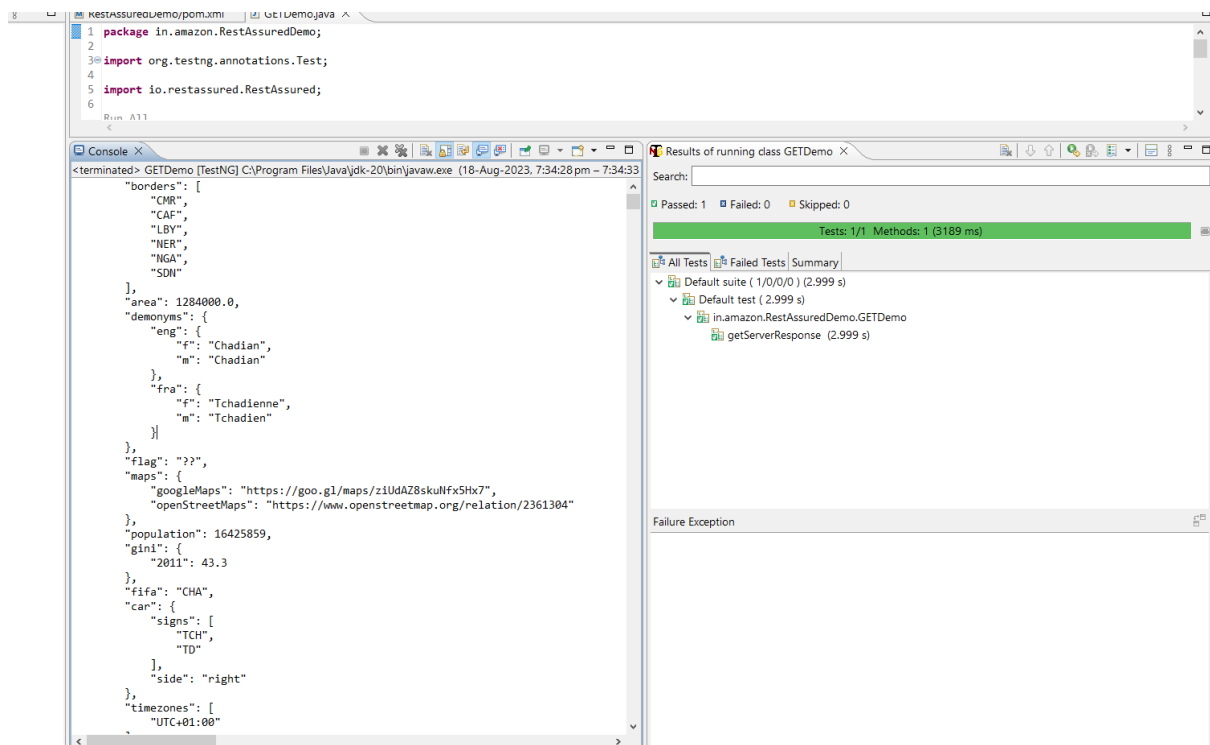 RestAssuredDemo/pom.xml
GETDemo.java
1 package in.amazon.RestAssuredDemo;
2
3 import org.testng.annotations.Test;
4
5 import io.restassured.RestAssured;
6
Run All
Console
<terminated> GETDemo [TestNG] C:\Program Files\Java\jdk-20\bin\javaw.exe (18-Aug-2023, 7:34:28 pm – 7:34:33
"borders": [
"CMR",
"CAF",
"LBY",
"NER",
"NGA",
"SDN"
],
"area": 1284000.0,
"demonyms": {
"eng": {
"f": "Chadian",
"m": "Chadian"
},
"fra": {
"f": "Tchadienne",
"m": "Tchadien"
}
},
"flag": "??",
"maps": {
"googleMaps": "https://goo.gl/maps/ziUdAZ8skuNfx5Hx7",
"openStreetMaps": "https://www.openstreetmap.org/relation/2361304"
},
"population": 16425859,
"gini": {
"2011": 43.3
},
"fifa": "CHA",
"car": {
"signs": [
"TCH",
"TD"
],
"side": "right"
},
"timezones": [
"UTC+01:00"
Results of running class GETDemo
Search:
Passed: 1 Failed: 0 Skipped: 0
Tests: 1/1 Methods: 1 (3189 ms)
All Tests Failed Tests Summary
Default suite ( 1/0/0/0 ) (2.999 s)
Default test ( 2.999 s)
in.amazon.RestAssuredDemo.GETDemo
getServerResponse (2.999 s)
Failure Exception